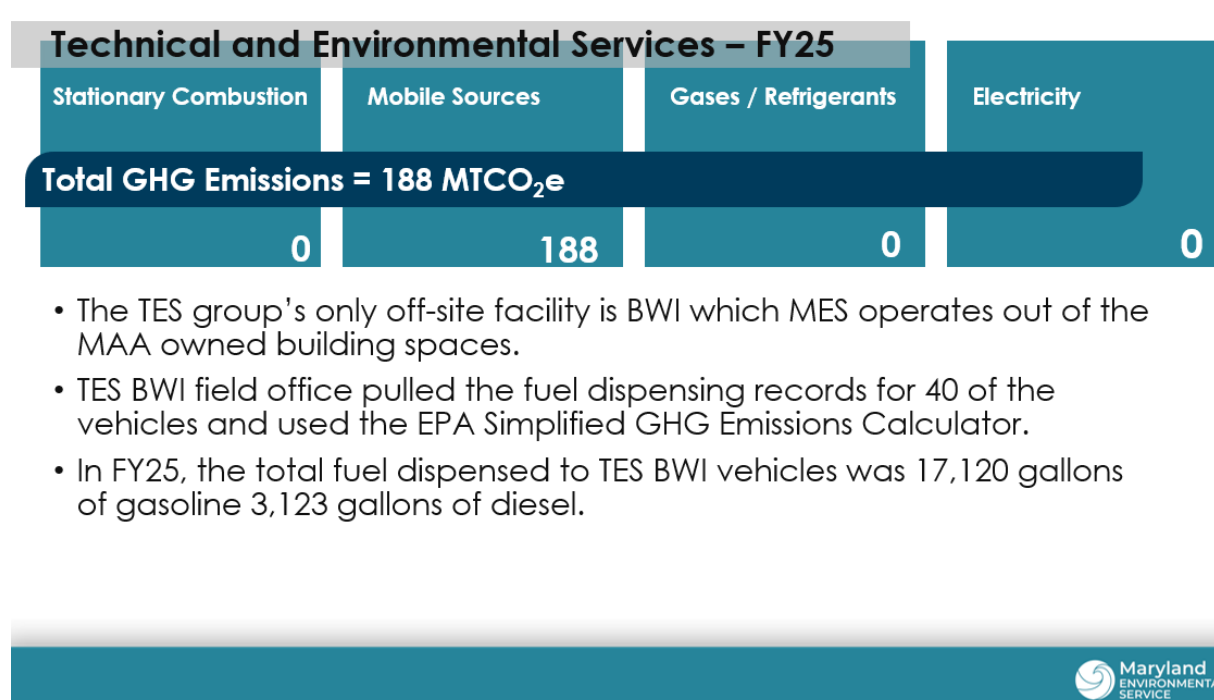 Technical and Environmental Services – FY25
Stationary Combustion
Mobile Sources
Gases / Refrigerants
Electricity
Total GHG Emissions = 188 MTCO₂e
0
188
0
0
• The TES group’s only off-site facility is BWI which MES operates out of the
MAA owned building spaces.
• TES BWI field office pulled the fuel dispensing records for 40 of the
vehicles and used the EPA Simplified GHG Emissions Calculator.
• In FY25, the total fuel dispensed to TES BWI vehicles was 17,120 gallons
of gasoline 3,123 gallons of diesel.
Maryland
ENVIRONMENTA
SERVICE